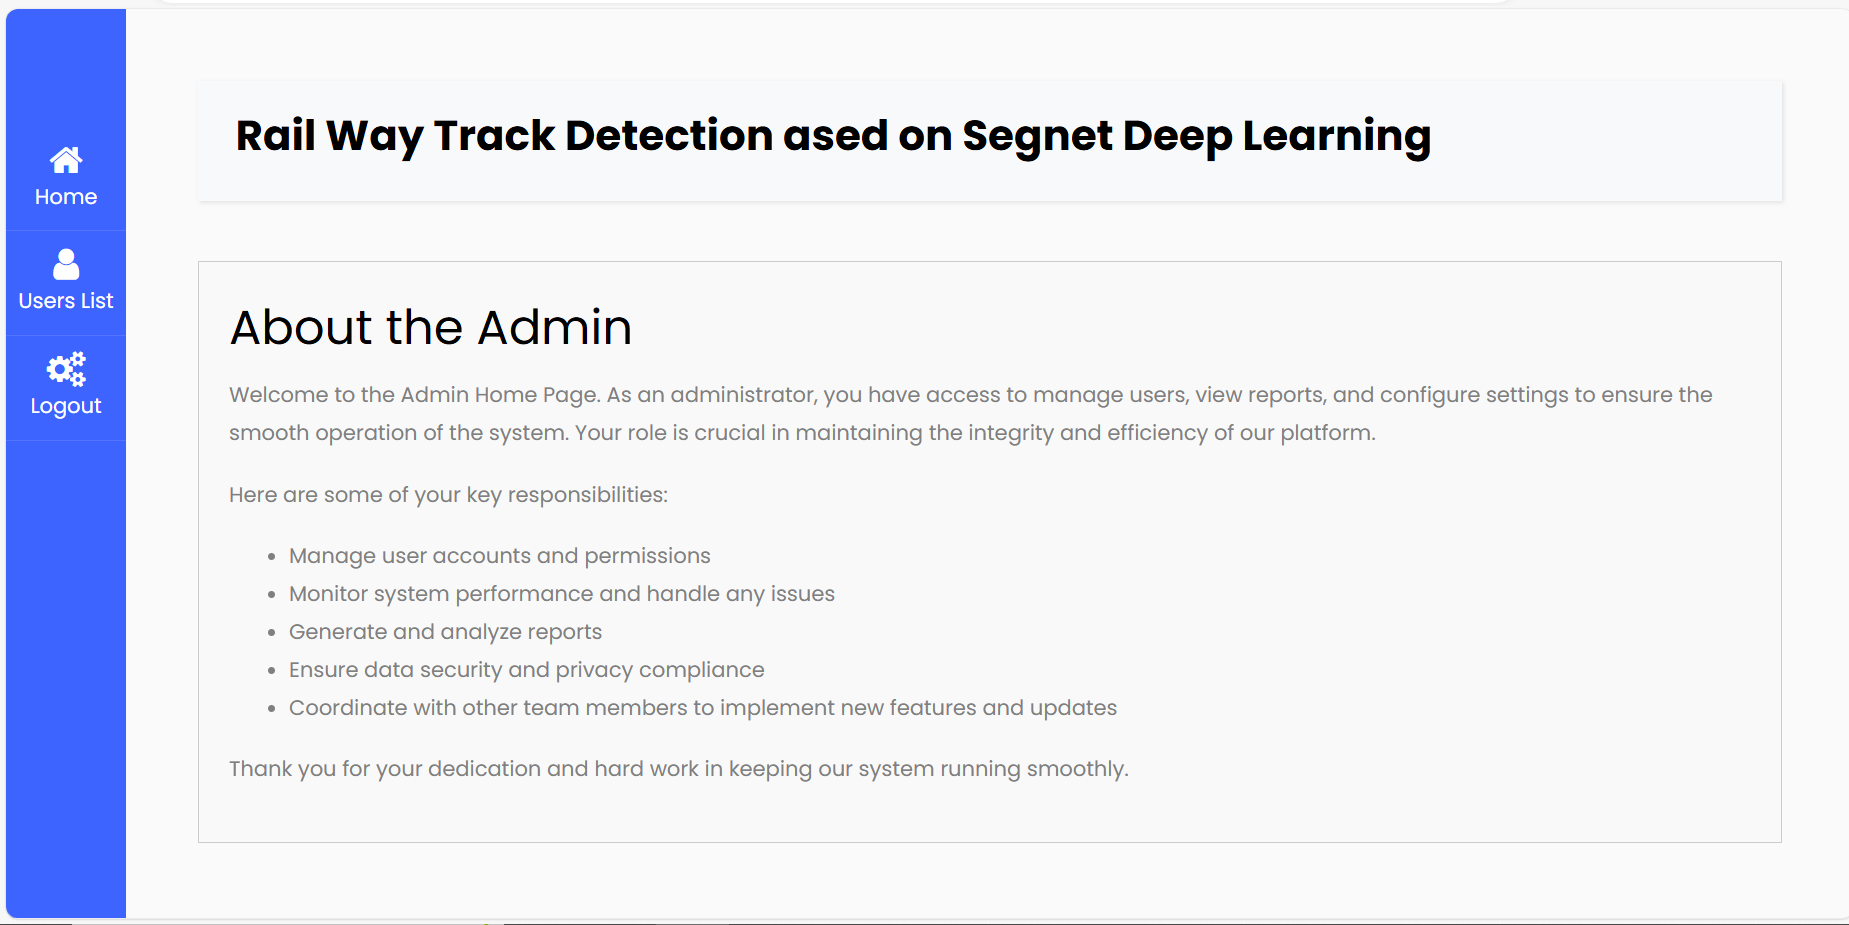 Home
Users List
Logout
Rail Way Track Detection ased on Segnet Deep Learning
About the Admin
Welcome to the Admin Home Page. As an administrator, you have access to manage users, view reports, and configure settings to ensure the
smooth operation of the system. Your role is crucial in maintaining the integrity and efficiency of our platform.
Here are some of your key responsibilities:
• Manage user accounts and permissions
• Monitor system performance and handle any issues
• Generate and analyze reports
• Ensure data security and privacy compliance
• Coordinate with other team members to implement new features and updates
Thank you for your dedication and hard work in keeping our system running smoothly.